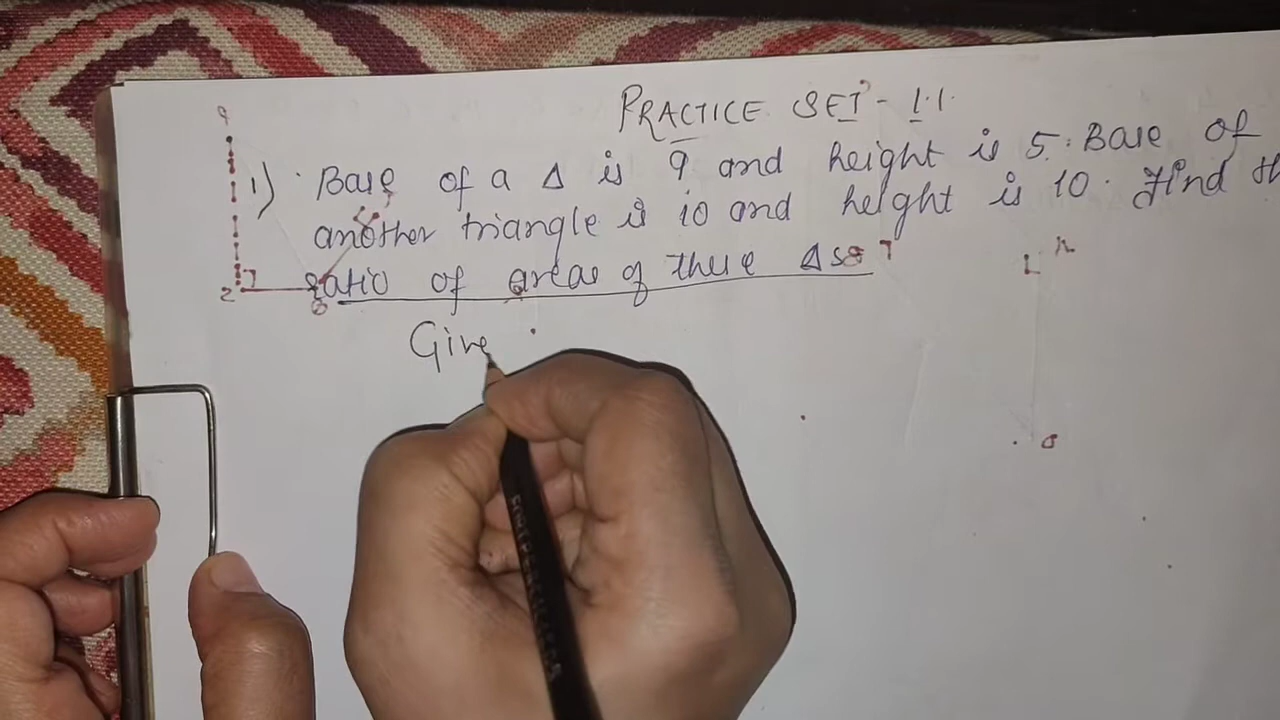 PRACTICE SET - 1.1.
1) Base of a Δ is 9 and height is 5. Base of
another triangle is 10 and height is 10. Find th
ratio of areas of these Δs
Give